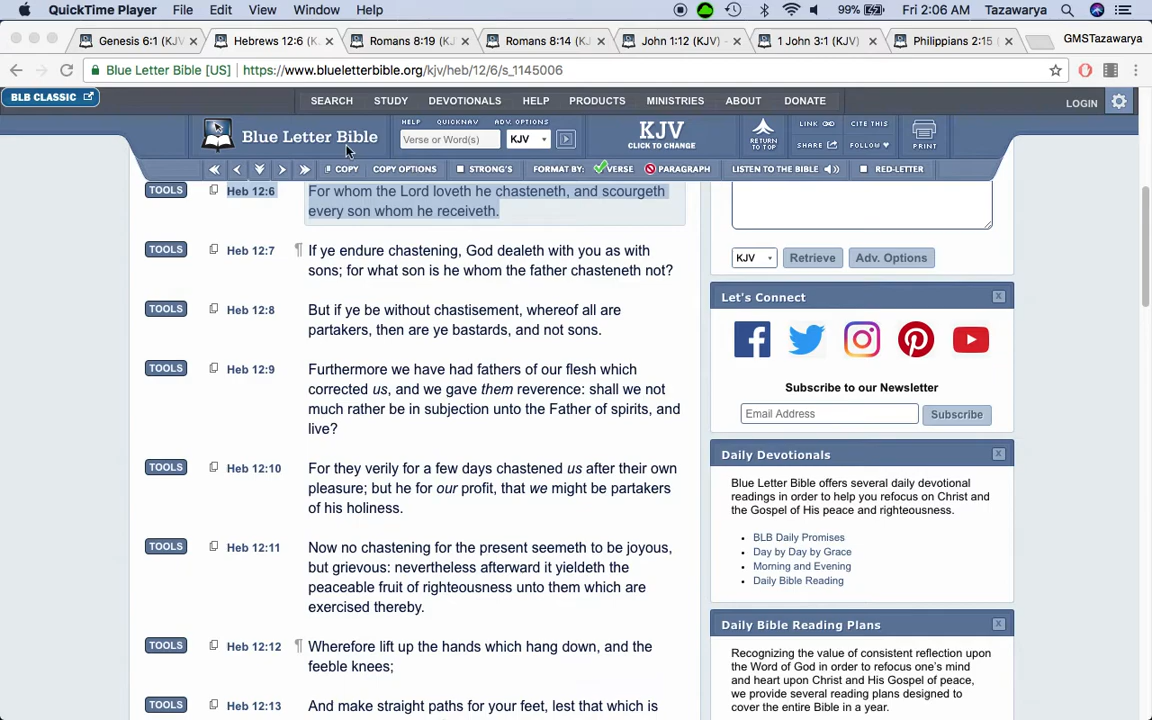 QuickTime Player File Edit View Window Help 99% Fri 2:06 AM Tazawarya
Genesis 6:1 (KJV Hebrews 12:6 (K Romans 8:19 (KJ Romans 8:14 (KJ John 1:12 (KJV) - 1 John 3:1 (KJV) Philippians 2:15 GMSTazawarya
Blue Letter Bible [US] https://www.blueletterbible.org/kjv/heb/12/6/s_1145006
BLB CLASSIC SEARCH STUDY DEVOTIONALS HELP PRODUCTS MINISTRIES ABOUT DONATE LOGIN
Blue Letter Bible
HELP QUICKNAV ADV. OPTIONS
Verse or Word(s) KJV
KJV
CLICK TO CHANGE
RETURN
TO TOP
LINK CITE THIS
SHARE FOLLOW
PRINT
COPY COPY OPTIONS STRONG'S FORMAT BY: VERSE PARAGRAPH LISTEN TO THE BIBLE RED-LETTER
TOOLS Heb 12:6 For whom the Lord loveth he chasteneth, and scourgeth
every son whom he receiveth.
TOOLS Heb 12:7 ¶ If ye endure chastening, God dealeth with you as with
sons; for what son is he whom the father chasteneth not?
TOOLS Heb 12:8 But if ye be without chastisement, whereof all are
partakers, then are ye bastards, and not sons.
TOOLS Heb 12:9 Furthermore we have had fathers of our flesh which
corrected us, and we gave them reverence: shall we not
much rather be in subjection unto the Father of spirits, and
live?
TOOLS Heb 12:10 For they verily for a few days chastened us after their own
pleasure; but he for our profit, that we might be partakers
of his holiness.
TOOLS Heb 12:11 Now no chastening for the present seemeth to be joyous,
but grievous: nevertheless afterward it yieldeth the
peaceable fruit of righteousness unto them which are
exercised thereby.
TOOLS Heb 12:12 ¶ Wherefore lift up the hands which hang down, and the
feeble knees;
TOOLS Heb 12:13 And make straight paths for your feet, lest that which is
KJV Retrieve Adv. Options
Let's Connect
Subscribe to our Newsletter
Email Address Subscribe
Daily Devotionals
Blue Letter Bible offers several daily devotional
readings in order to help you refocus on Christ and
the Gospel of His peace and righteousness.
BLB Daily Promises
Day by Day by Grace
Morning and Evening
Daily Bible Reading
Daily Bible Reading Plans
Recognizing the value of consistent reflection upon
the Word of God in order to refocus one's mind
and heart upon Christ and His Gospel of peace,
we provide several reading plans designed to
cover the entire Bible in a year.